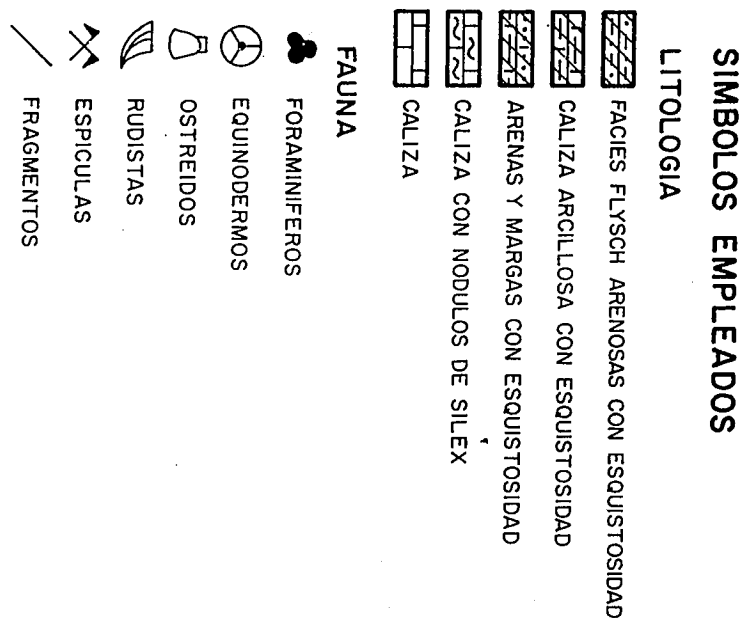 SIMBOLOS EMPLEADOS
LITOLOGIA
FACIES FLYSCH ARENOSAS CON ESQUISTOSIDAD
CALIZA ARCILLOSA CON ESQUISTOSIDAD
ARENAS Y MARGAS CON ESQUISTOSIDAD
CALIZA CON NODULOS DE SILEX
CALIZA
FAUNA
FORAMINIFEROS
EQUINODERMOS
OSTREIDOS
RUDISTAS
ESPICULAS
FRAGMENTOS